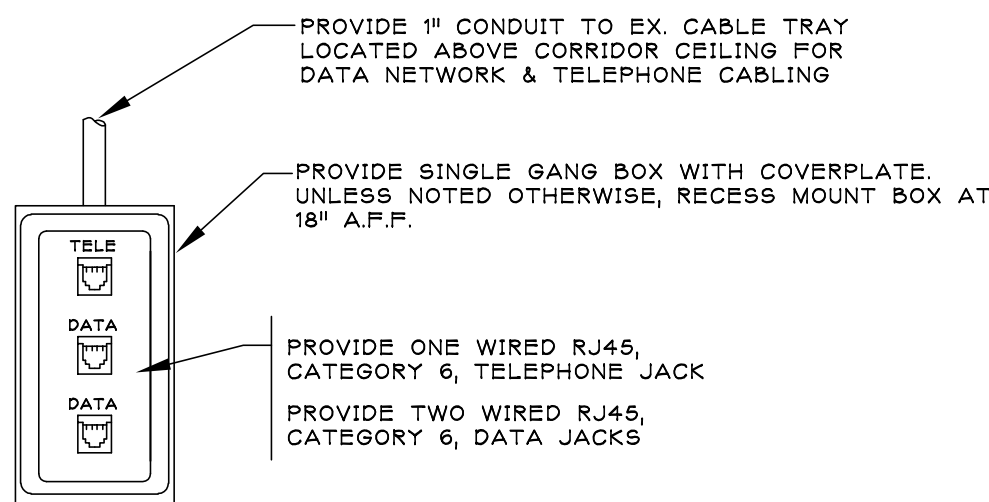 PROVIDE 1" CONDUIT TO EX. CABLE TRAY
LOCATED ABOVE CORRIDOR CEILING FOR
DATA NETWORK & TELEPHONE CABLING
PROVIDE SINGLE GANG BOX WITH COVERPLATE.
UNLESS NOTED OTHERWISE, RECESS MOUNT BOX AT
18" A.F.F.
TELE
DATA
DATA
PROVIDE ONE WIRED RJ45,
CATEGORY 6, TELEPHONE JACK
PROVIDE TWO WIRED RJ45,
CATEGORY 6, DATA JACKS